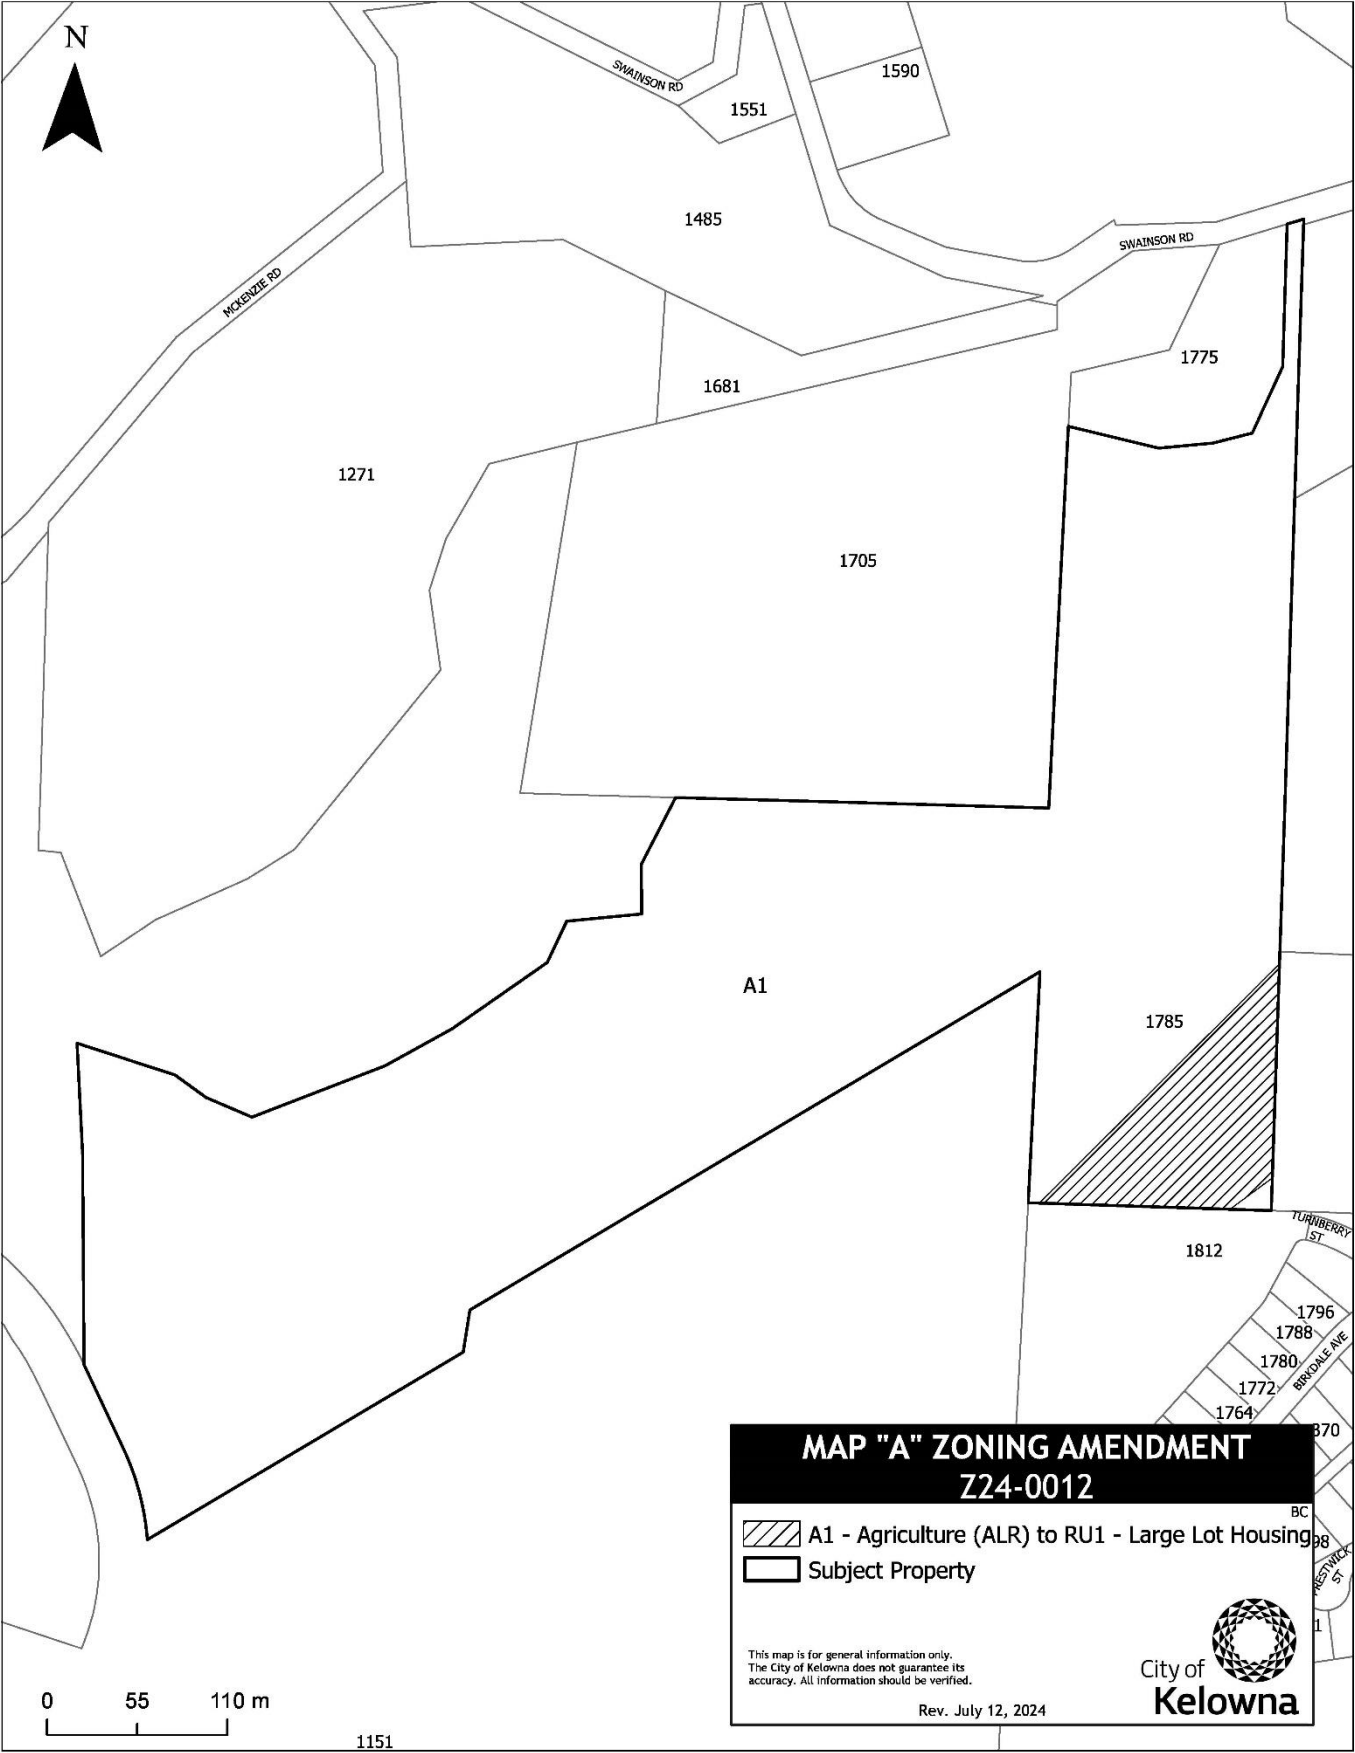 N
SWAINSON RD
1590
1551
1485
SWAINSON RD
MCKENZIE RD
1775
1681
1271
1705
A1
1785
TURNBERRY
ST
1812
1796
1788
1780
BIRKDALE AVE
1772
1764
370
MAP "A" ZONING AMENDMENT
Z24-0012
BC
A1 - Agriculture (ALR) to RU1 - Large Lot Housing
98
Subject Property
RESTWICK
ST
1
This map is for general information only.
The City of Kelowna does not guarantee its
accuracy. All information should be verified.
City of
Kelowna
Rev. July 12, 2024
0 55 110 m
1151